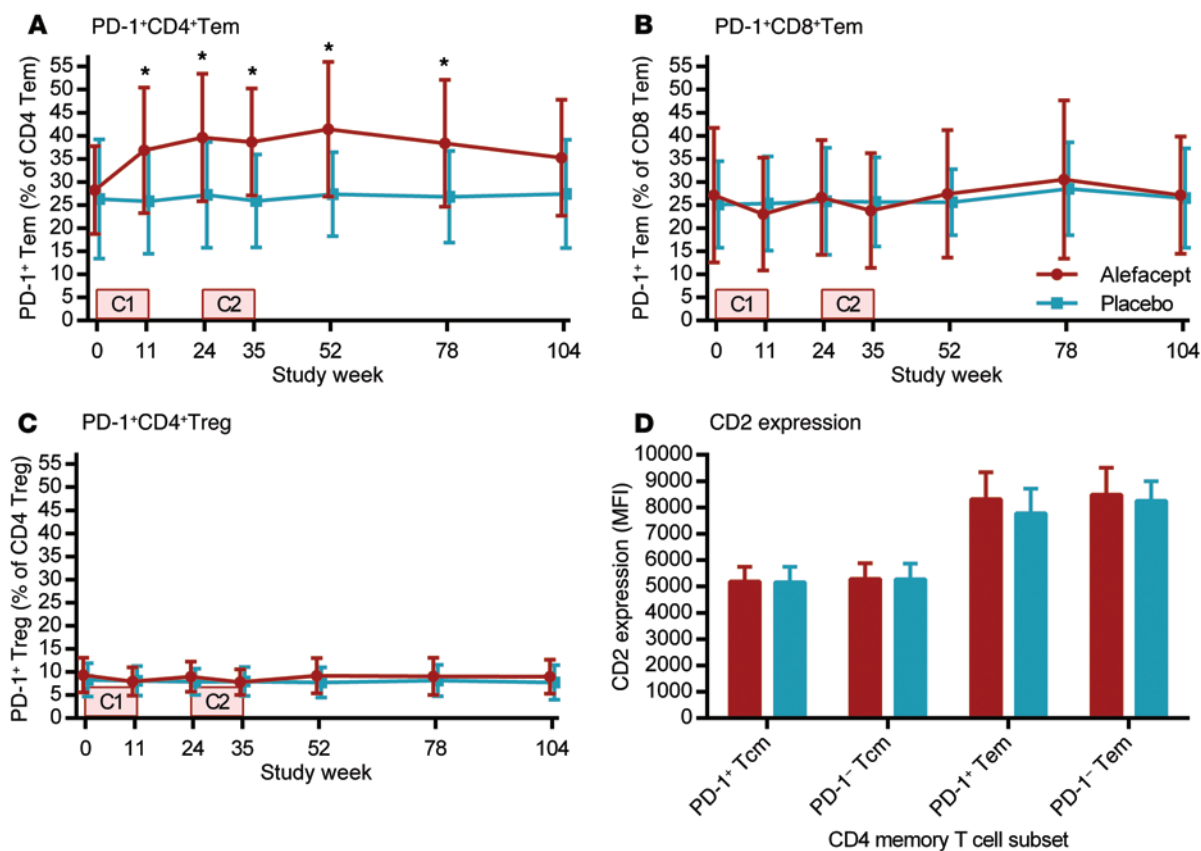 A PD-1⁺CD4⁺Tem
PD-1⁺ Tem (% of CD4 Tem)
55
50
45
40
35
30
25
20
15
10
5
0
* * * * *
C1 C2
0 11 24 35 52 78 104
Study week
B PD-1⁺CD8⁺Tem
PD-1⁺ Tem (% of CD8 Tem)
55
50
45
40
35
30
25
20
15
10
5
0
C1 C2
Alefacept
Placebo
0 11 24 35 52 78 104
Study week
C PD-1⁺CD4⁺Treg
PD-1⁺ Treg (% of CD4 Treg)
55
50
45
40
35
30
25
20
15
10
5
0
C1 C2
0 11 24 35 52 78 104
Study week
D CD2 expression
CD2 expression (MFI)
10000
9000
8000
7000
6000
5000
4000
3000
2000
1000
0
PD-1⁺ Tcm
PD-1⁻ Tcm
PD-1⁺ Tem
PD-1⁻ Tem
CD4 memory T cell subset